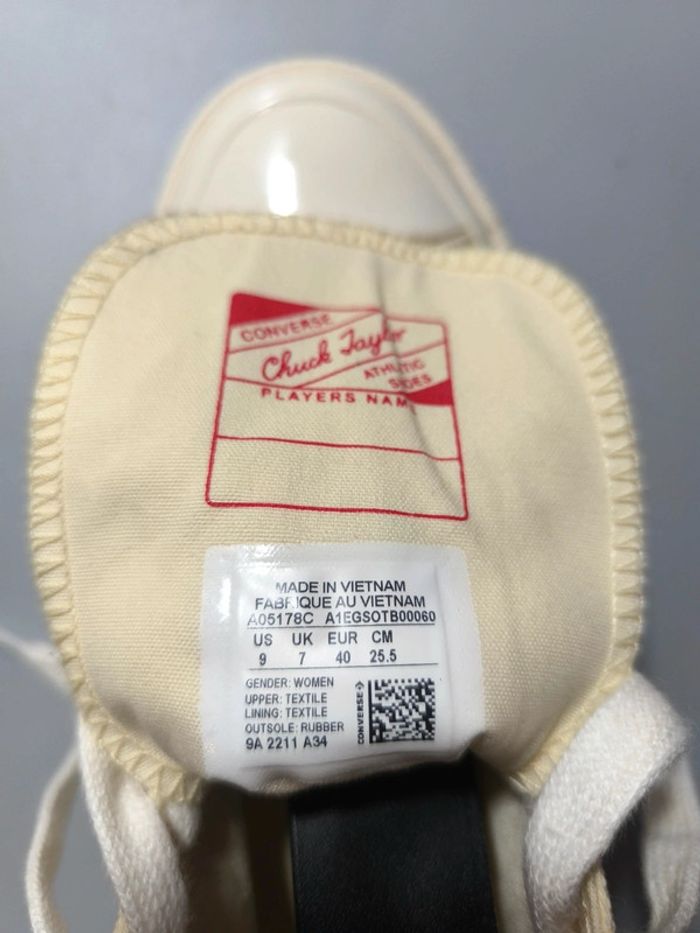 CONVERSE
Chuck Taylor
ATHLETIC
SHOES
PLAYERS NAME
MADE IN VIETNAM
FABRIQUE AU VIETNAM
A05178C A1EGSOTB00060
US UK EUR CM
9 7 40 25.5
GENDER: WOMEN
UPPER: TEXTILE
LINING: TEXTILE
OUTSOLE: RUBBER
9A 2211 A34
CONVERSE